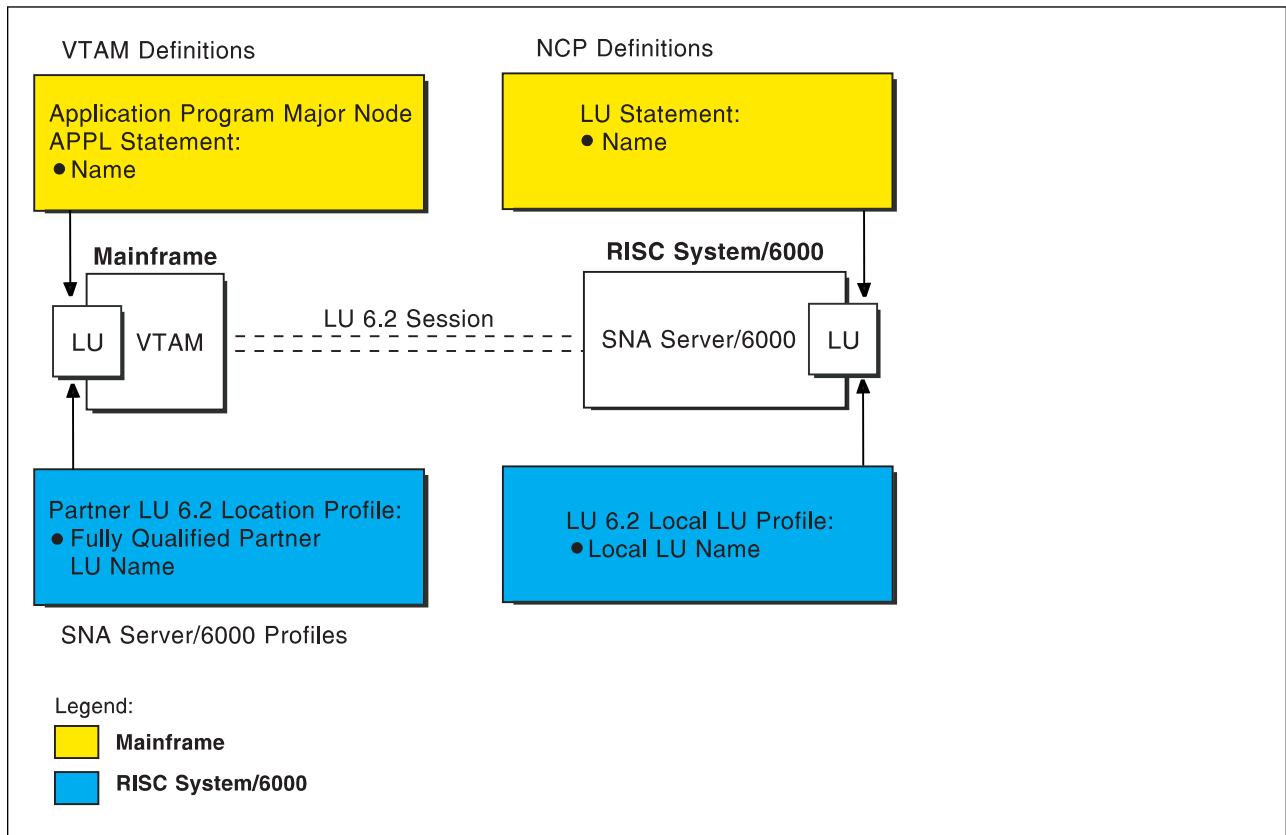 VTAM Definitions
NCP Definitions
Application Program Major Node
APPL Statement:
● Name
LU Statement:
● Name
Mainframe
RISC System/6000
LU
VTAM
LU 6.2 Session
SNA Server/6000
LU
Partner LU 6.2 Location Profile:
● Fully Qualified Partner
LU Name
LU 6.2 Local LU Profile:
● Local LU Name
SNA Server/6000 Profiles
Legend:
Mainframe
RISC System/6000